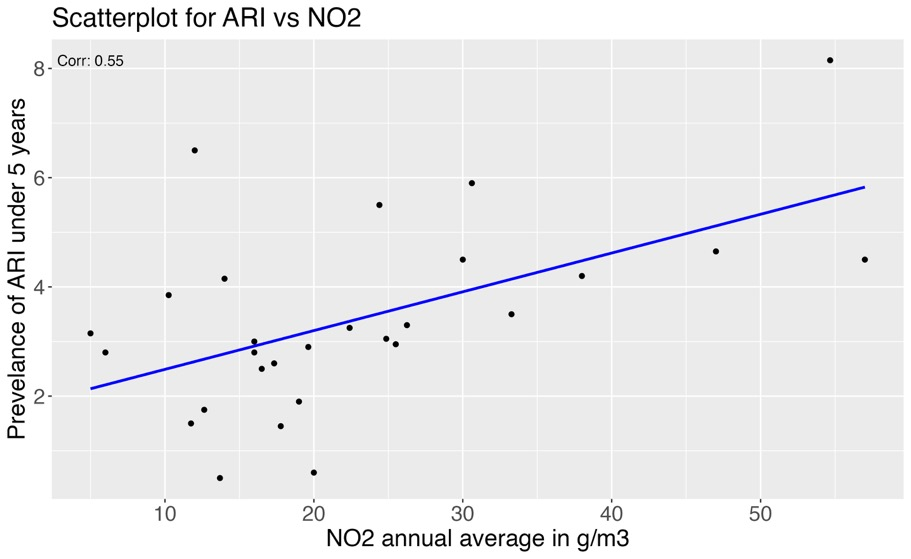 Scatterplot for ARI vs NO2
Corr: 0.55
Prevelance of ARI under 5 years
8
6
4
2
10 20 30 40 50
NO2 annual average in g/m3